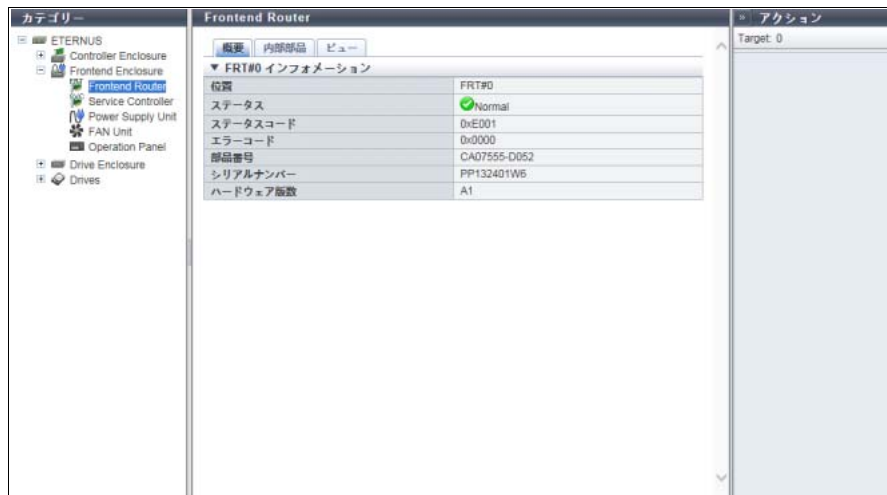 カテゴリー
ETERNUS
Controller Enclosure
Frontend Enclosure
Frontend Router
Service Controller
Power Supply Unit
FAN Unit
Operation Panel
Drive Enclosure
Drives
Frontend Router
概要 内部部品 ビュー
▼ FRT#0 インフォメーション
位置 FRT#0
ステータス Normal
ステータスコード 0xE001
エラーコード 0x0000
部品番号 CA07555-D052
シリアルナンバー PP132401W6
ハードウェア版数 A1
» アクション
Target: 0